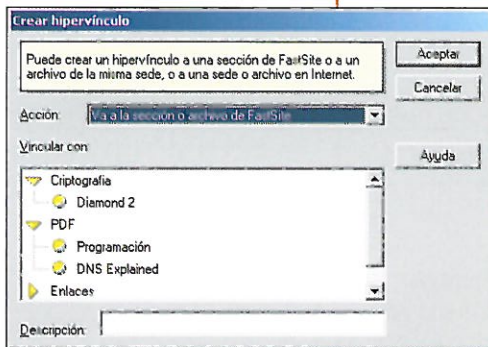 Crear hipervínculo
Puede crear un hipervínculo a una sección de FastSite o a un
archivo de la misma sede, o a una sede o archivo en Internet.
Aceptar
Cancelar
Acción:
Va a la sección o archivo de FastSite
Vincular con:
Ayuda
Criptografia
Diamond 2
PDF
Programación
DNS Explained
Enlaces
Descripción: